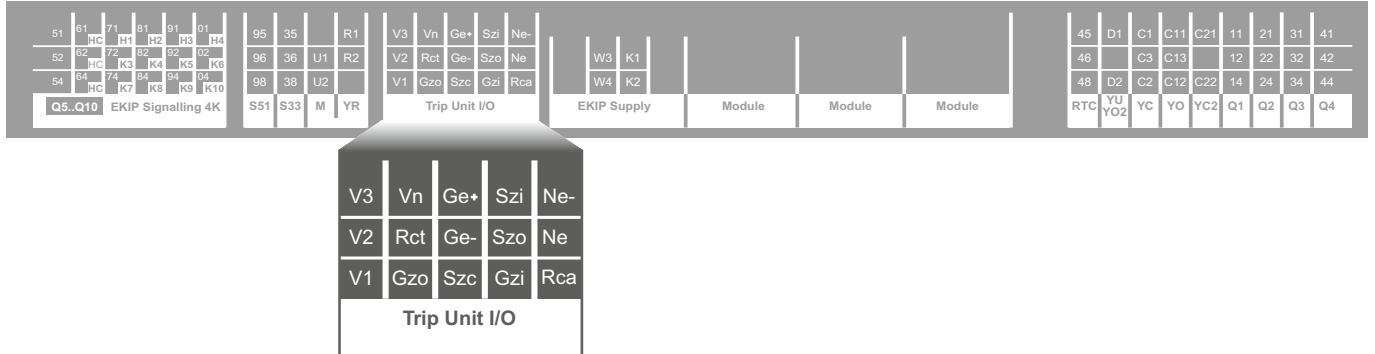 51 61 71 81 91 01 95 35 R1 V3 Vn Ge+ Szi Ne- 45 D1 C1 C11 C21 11 21 31 41
HC H1 H2 H3 H4
52 62 72 82 92 02 96 36 U1 R2 V2 Rct Ge- Szo Ne W3 K1 46 C3 C13 12 22 32 42
HC K3 K4 K5 K6
54 64 74 84 94 04 98 38 U2 V1 Gzo Szc Gzi Rca W4 K2 48 D2 C2 C12 C22 14 24 34 44
HC K7 K8 K9 K10
Q5..Q10 EKIP Signalling 4K S51 S33 M YR Trip Unit I/O EKIP Supply Module Module Module RTC YU YO2 YC YO YC2 Q1 Q2 Q3 Q4
V3 Vn Ge+ Szi Ne-
V2 Rct Ge- Szo Ne
V1 Gzo Szc Gzi Rca
Trip Unit I/O